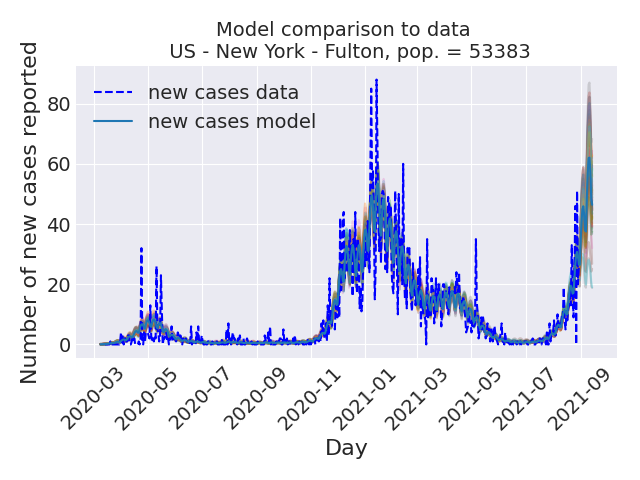 Model comparison to data
US - New York - Fulton, pop. = 53383
Number of new cases reported
80
60
40
20
0
new cases data
new cases model
2020-03
2020-05
2020-07
2020-09
2020-11
2021-01
2021-03
2021-05
2021-07
2021-09
Day